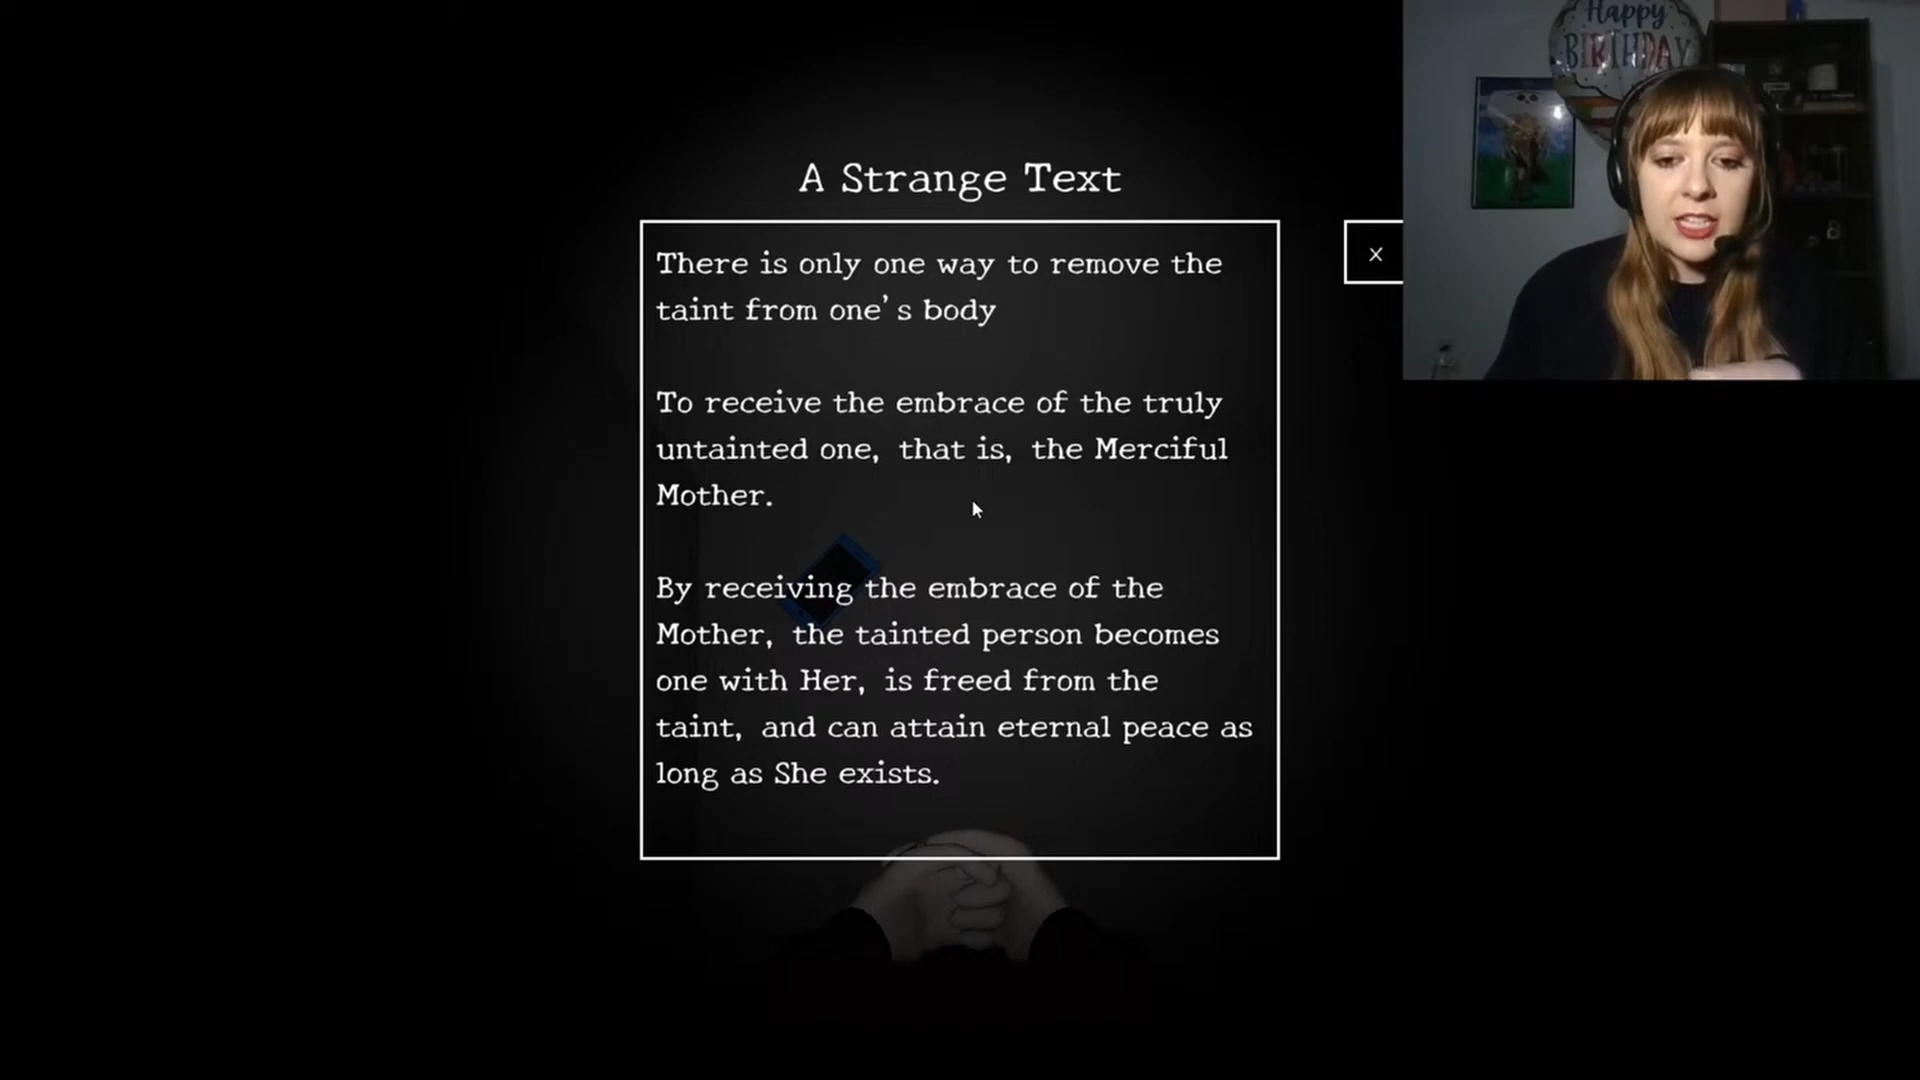 Happy
BIRTHDAY
A Strange Text
x
There is only one way to remove the
taint from one's body
To receive the embrace of the truly
untainted one, that is, the Merciful
Mother.
By receiving the embrace of the
Mother, the tainted person becomes
one with Her, is freed from the
taint, and can attain eternal peace as
long as She exists.